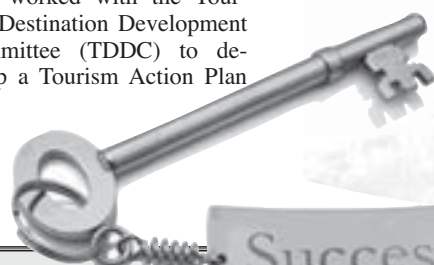 worked with the Tour-
Destination Development
mittee (TDDC) to de-
p a Tourism Action Plan
Succes